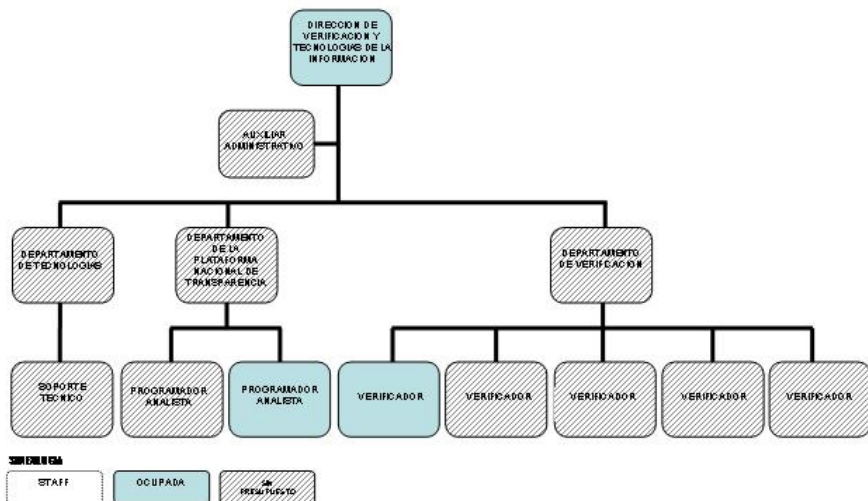 DIRECCION DE
VERIFICACION Y
TECNOLOGIAS DE LA
INFORMACION
AUXILIAR
ADMINISTRATIVO
DEPARTAMENTO
DE TECNOLOGIAS
DEPARTAMENTO
DE LA
PLATAFORMA
NACIONAL DE
TRANSPARENCIA
DEPARTAMENTO
DE VERIFICACION
SOPORTE
TECNICO
PROGRAMADOR
ANALISTA
PROGRAMADOR
ANALISTA
VERIFICADOR
VERIFICADOR
VERIFICADOR
VERIFICADOR
VERIFICADOR
STAFF
OCUPADA
SIN
PRESUPUESTO